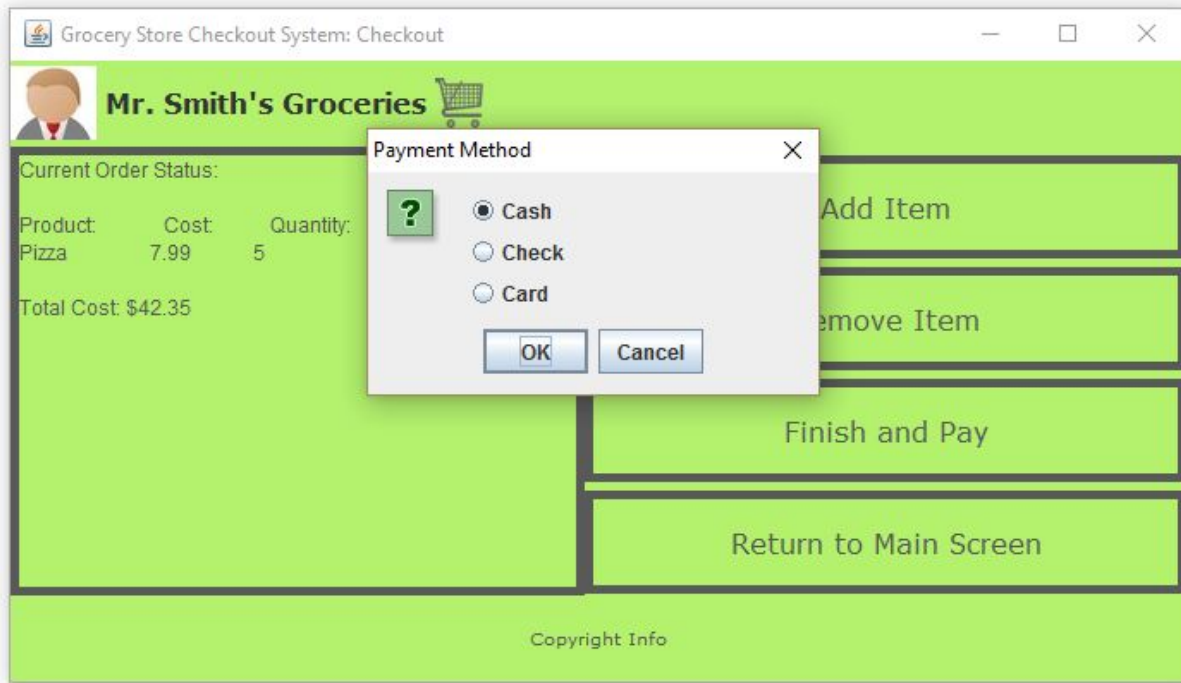 Grocery Store Checkout System: Checkout
Mr. Smith's Groceries
Current Order Status:
Product: Cost: Quantity:
Pizza 7.99 5
Total Cost: $42.35
Payment Method
?
Cash
Check
Card
OK Cancel
Add Item
emove Item
Finish and Pay
Return to Main Screen
Copyright Info